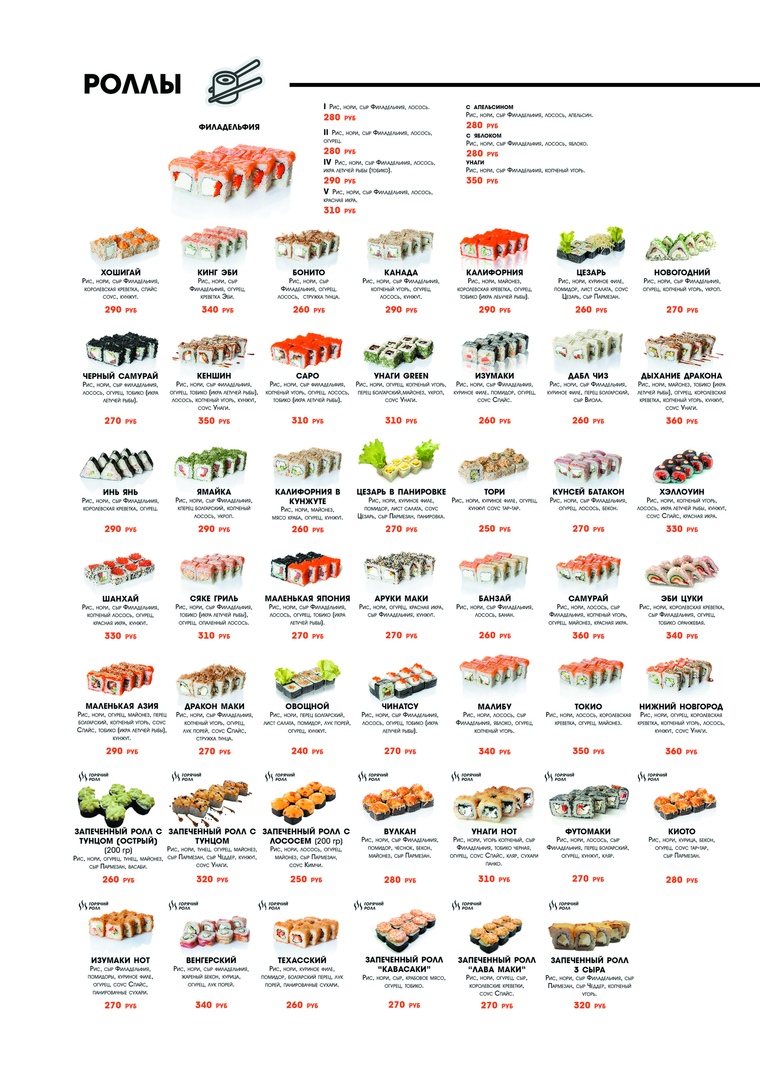 РОЛЛЫ
ФИЛАДЕЛЬФИЯ
I Рис, нори, сыр Филадельфия, лосось.
280 РУБ
II Рис, нори, сыр Филадельфия, лосось,
огурец.
280 РУБ
IV Рис, нори, сыр Филадельфия, лосось,
икра летучей рыбы (тобико).
290 РУБ
V Рис, нори, сыр Филадельфия, лосось,
красная икра.
310 РУБ
С АПЕЛЬСИНОМ
Рис, нори, сыр Филадельфия, лосось, апельсин.
280 РУБ
С ЯБЛОКОМ
Рис, нори, сыр Филадельфия, лосось, яблоко.
280 РУБ
УНАГИ
Рис, нори, сыр Филадельфия, копченый угорь.
350 РУБ
ХОШИГАЙ
Рис, нори, сыр Филадельфия,
королевская креветка, спайс
соус, кунжут.
290 РУБ
КИНГ ЭБИ
Рис, нори, сыр
Филадельфия, огурец,
креветка Эби.
340 РУБ
БОНИТО
Рис, нори, сыр
Филадельфия, огурец,
лосось, стружка тунца.
260 РУБ
КАНАДА
Рис, нори, сыр Филадельфия,
копченый угорь, огурец,
лосось, кунжут.
290 РУБ
КАЛИФОРНИЯ
Рис, нори, майонез,
королевская креветка, огурец,
тобико (икра летучей рыбы).
290 РУБ
ЦЕЗАРЬ
Рис, нори, куриное филе,
помидор, лист салата, соус
Цезарь, сыр Пармезан.
260 РУБ
НОВОГОДНИЙ
Рис, нори, сыр Филадельфия,
огурец, копченый угорь, укроп.
270 РУБ
ЧЕРНЫЙ САМУРАЙ
Рис, нори, сыр Филадельфия,
лосось, огурец, тобико (икра
летучей рыбы).
270 РУБ
КЕНШИН
Рис, нори, сыр Филадельфия,
огурец, тобико (икра летучей рыбы),
лосось, копченый угорь, кунжут,
соус Унаги.
350 РУБ
САРО
Рис, нори, сыр Филадельфия,
копченый угорь, огурец, лосось,
тобико (икра летучей рыбы).
310 РУБ
УНАГИ GREEN
Рис, нори, огурец, копченый угорь,
перец болгарский,майонез, укроп,
соус Унаги.
310 РУБ
ИЗУМАКИ
Рис, нори, сыр Филадельфия,
куриное филе, помидор, огурец,
соус Спайс.
260 РУБ
ДАБЛ ЧИЗ
Рис, нори, сыр Филадельфия,
куриное филе, перец болгарский,
сыр Виола.
260 РУБ
ДЫХАНИЕ ДРАКОНА
Рис, нори, майонез, тобико (икра
летучей рыбы), огурец, королевская
креветка, копченый угорь, кунжут,
соус Унаги.
360 РУБ
ИНЬ ЯНЬ
Рис, нори, сыр Филадельфия,
королевская креветка, огурец.
290 РУБ
ЯМАЙКА
Рис, нори, сыр Филадельфия,
кперец болгарский, копченый
лосось, укроп.
290 РУБ
КАЛИФОРНИЯ В
КУНЖУТЕ
Рис, нори, майонез,
мясо краба, огурец, кунжут.
260 РУБ
ЦЕЗАРЬ В ПАНИРОВКЕ
Рис, нори, куриное филе,
помидор, лист салата, соус
Цезарь, сыр Пармезан, панировка.
270 РУБ
ТОРИ
Рис, нори, куриное филе, огурец,
кунжут соус тар-тар.
250 РУБ
КУНСЕЙ БАТАКОН
Рис, нори, сыр Филадельфия,
огурец, лосось, бекон.
270 РУБ
ХЭЛЛОУИН
Рис, нори, копченый угорь,
лосось, икра летучей рыбы, кунжут,
соус Спайс, красная икра.
330 РУБ
ШАНХАЙ
Рис, нори, сыр Филадельфия,
копченый лосось, огурец,
красная икра, кунжут.
330 РУБ
СЯКЕ ГРИЛЬ
Рис, нори, сыр Филадельфия,
тобико (икра летучей рыбы),
огурец, опаленный лосось.
310 РУБ
МАЛЕНЬКАЯ ЯПОНИЯ
Рис, нори, сыр Филадельфия,
лосось, огурец, тобико (икра
летучей рыбы).
270 РУБ
АРУКИ МАКИ
Рис, нори, огурец, красная икра,
сыр Филадельфия, кунжут.
270 РУБ
БАНЗАЙ
Рис, нори, сыр Филадельфия,
лосось, банан.
260 РУБ
САМУРАЙ
Рис, нори, лосось, сыр
Филадельфия, копченый угорь,
огурец, майонез, красная икра.
360 РУБ
ЭБИ ЦУКИ
Рис, нори, королевская креветка,
сыр Филадельфия, огурец,
тобико оранжевая.
340 РУБ
МАЛЕНЬКАЯ АЗИЯ
Рис, нори, огурец, майонез, перец
болгарский, копченый угорь, соус
Спайс, тобико (икра летучей рыбы),
кунжут.
290 РУБ
ДРАКОН МАКИ
Рис, нори, сыр Филадельфия,
копченый угорь, огурец,
лук порей, соус Спайс,
стружка тунца.
270 РУБ
ОВОЩНОЙ
Рис, нори, перец болгарский,
лист салата, помидор, лук порей,
огурец, кунжут.
240 РУБ
ЧИНАТСУ
Рис, нори, сыр Филадельфия,
лосось, огурец, тобико (икра
летучей рыбы).
270 РУБ
МАЛИБУ
Рис, нори, лосось, сыр
Филадельфия, яблоко, огурец,
копченый угорь.
340 РУБ
ТОКИО
Рис, нори, лосось, королевская
креветка, огурец, майонез.
350 РУБ
НИЖНИЙ НОВГОРОД
Рис, нори, огурец, королевская
креветка, копченый угорь, лосось,
кунжут, соус Унаги.
360 РУБ
ГОРЯЧИЙ
РОЛЛ
ЗАПЕЧЕННЫЙ РОЛЛ С
ТУНЦОМ (ОСТРЫЙ)
(200 гр)
Рис, нори, огурец, тунец, майонез,
сыр Пармезан, васаби.
260 РУБ
ГОРЯЧИЙ
РОЛЛ
ЗАПЕЧЕННЫЙ РОЛЛ С
ТУНЦОМ
Рис, нори, тунец, огурец, майонез,
сыр Пармезан, сыр Чеддер, кунжут,
соус Унаги.
320 РУБ
ГОРЯЧИЙ
РОЛЛ
ЗАПЕЧЕННЫЙ РОЛЛ С
ЛОСОСЕМ (200 гр)
Рис, нори, лосось, огурец,
майонез, сыр Пармезан,
соус Кимчи.
250 РУБ
ГОРЯЧИЙ
РОЛЛ
ВУЛКАН
Рис, нори, сыр Филадельфия,
помидор, чеснок, бекон,
майонез, сыр Пармезан.
280 РУБ
ГОРЯЧИЙ
РОЛЛ
УНАГИ НОТ
Рис, нори, угорь копченый, сыр
Филадельфия, тобико черная,
огурец, соус Спайс, кляр, сухари
панко.
310 РУБ
ГОРЯЧИЙ
РОЛЛ
ФУТОМАКИ
Рис, нори, лосось, сыр
Филадельфия, перец болгарский,
огурец, кунжут, кляр.
270 РУБ
ГОРЯЧИЙ
РОЛЛ
КИОТО
Рис, нори, курица, бекон,
огурец, соус тар-тар,
сыр Пармезан.
280 РУБ
ГОРЯЧИЙ
РОЛЛ
ИЗУМАКИ НОТ
Рис, нори, сыр Филадельфия,
помидоры, куриное филе,
огурец, соус Спайс,
панированные сухари.
270 РУБ
ГОРЯЧИЙ
РОЛЛ
ВЕНГЕРСКИЙ
Рис, нори, сыр Филадельфия,
жареный бекон, курица,
огурец, лук порей.
340 РУБ
ГОРЯЧИЙ
РОЛЛ
ТЕХАССКИЙ
Рис, нори, куриное филе,
помидор, болгарский перец, лук
порей, панированные сухари.
260 РУБ
ГОРЯЧИЙ
РОЛЛ
ЗАПЕЧЕННЫЙ РОЛЛ
"КАВАСАКИ"
Рис, нори, сыр, крабовое мясо,
огурец, тобико.
270 РУБ
ГОРЯЧИЙ
РОЛЛ
ЗАПЕЧЕННЫЙ РОЛЛ
"ЛАВА МАКИ"
Рис, нори, огурец, сыр,
королевские креветки,
соус Спайс.
270 РУБ
ГОРЯЧИЙ
РОЛЛ
ЗАПЕЧЕННЫЙ РОЛЛ
3 СЫРА
Рис, нори, сыр Филадельфия, сыр
Пармезан, сыр Чеддер, копченый
угорь.
320 РУБ